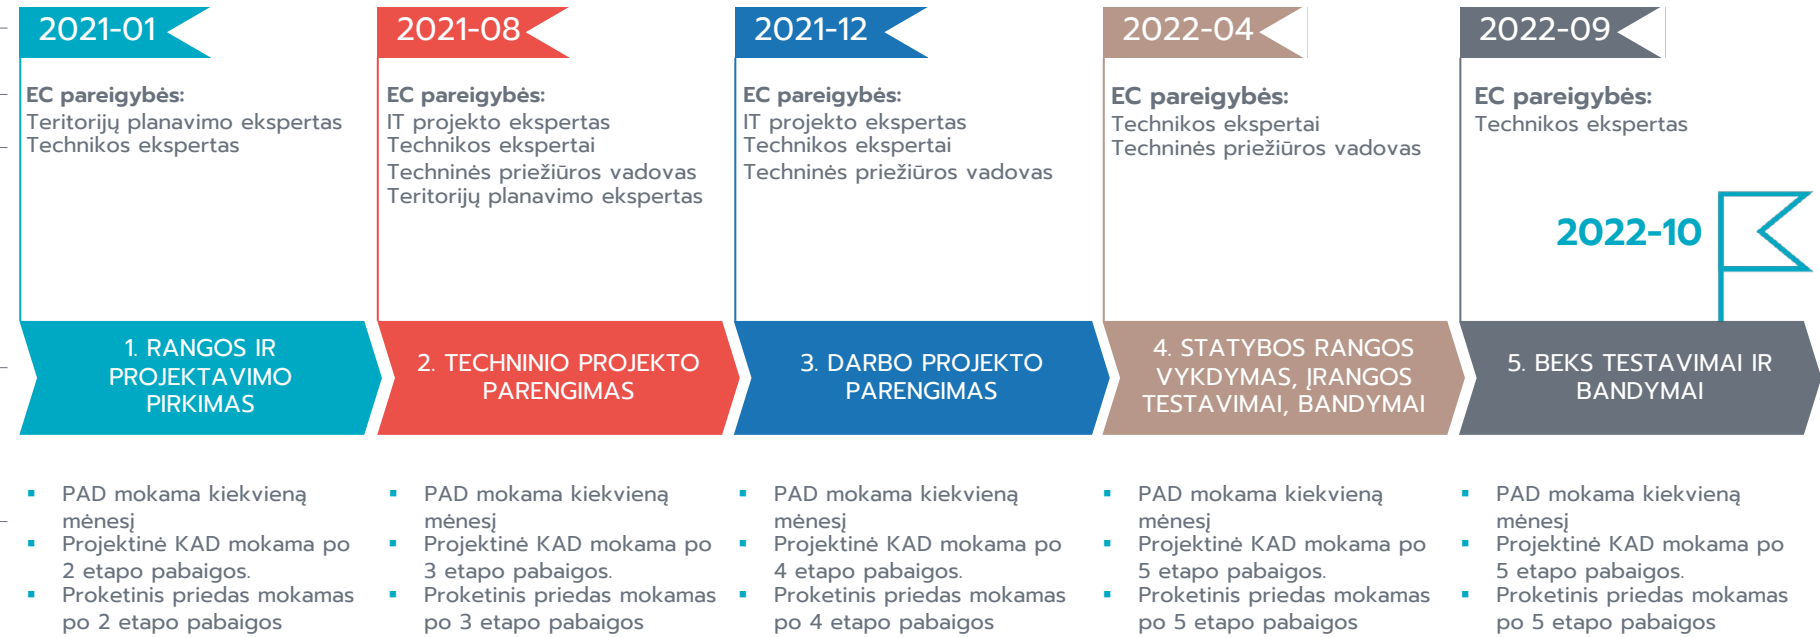 2021-01
EC pareigybės:
Teritorijų planavimo ekspertas
Technikos ekspertas
2021-08
EC pareigybės:
IT projekto ekspertas
Technikos ekspertai
Techninės priežiūros vadovas
Teritorijų planavimo ekspertas
2021-12
EC pareigybės:
IT projekto ekspertas
Technikos ekspertai
Techninės priežiūros vadovas
2022-04
EC pareigybės:
Technikos ekspertai
Techninės priežiūros vadovas
2022-09
EC pareigybės:
Technikos ekspertas
2022-10
1. RANGOS IR
PROJEKTAVIMO
PIRKIMAS
2. TECHNINIO PROJEKTO
PARENGIMAS
3. DARBO PROJEKTO
PARENGIMAS
4. STATYBOS RANGOS
VYKDYMAS, ĮRANGOS
TESTAVIMAI, BANDYMAI
5. BEKS TESTAVIMAI IR
BANDYMAI
▪ PAD mokama kiekvieną
mėnesį
▪ Projektinė KAD mokama po
2 etapo pabaigos.
▪ Proketinis priedas mokamas
po 2 etapo pabaigos
▪ PAD mokama kiekvieną
mėnesį
▪ Projektinė KAD mokama po
3 etapo pabaigos.
▪ Proketinis priedas mokamas
po 3 etapo pabaigos
▪ PAD mokama kiekvieną
mėnesį
▪ Projektinė KAD mokama po
4 etapo pabaigos.
▪ Proketinis priedas mokamas
po 4 etapo pabaigos
▪ PAD mokama kiekvieną
mėnesį
▪ Projektinė KAD mokama po
5 etapo pabaigos.
▪ Proketinis priedas mokamas
po 5 etapo pabaigos
▪ PAD mokama kiekvieną
mėnesį
▪ Projektinė KAD mokama po
5 etapo pabaigos.
▪ Proketinis priedas mokamas
po 5 etapo pabaigos